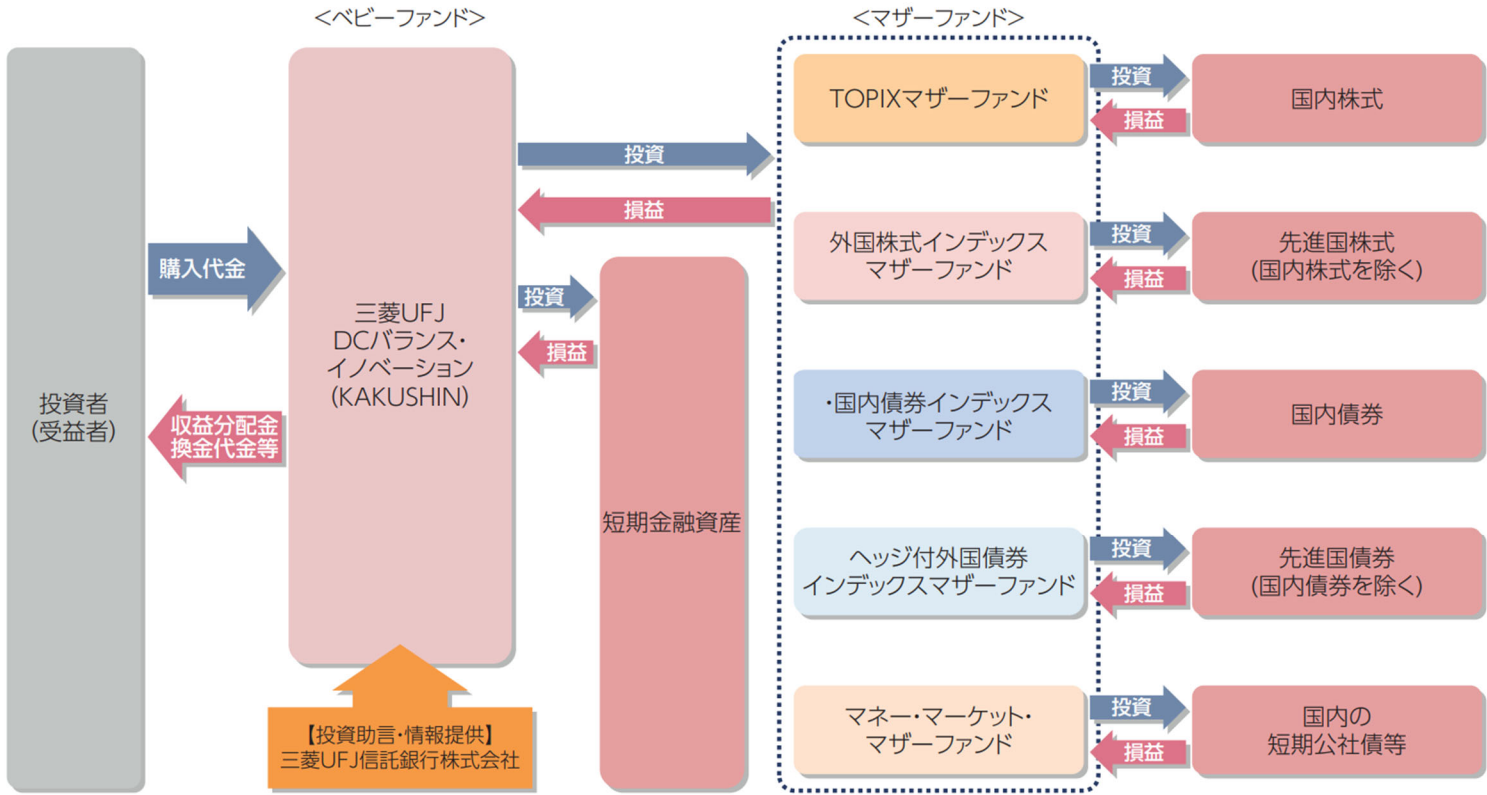 ＜ベビーファンド＞
＜マザーファンド＞
投資者
(受益者)
購入代金
収益分配金
換金代金等
三菱UFJ
DCバランス・
イノベーション
(KAKUSHIN)
【投資助言・情報提供】
三菱UFJ信託銀行株式会社
投資
損益
投資
損益
短期金融資産
TOPIXマザーファンド
投資
損益
国内株式
外国株式インデックス
マザーファンド
投資
損益
先進国株式
(国内株式を除く)
・国内債券インデックス
マザーファンド
投資
損益
国内債券
ヘッジ付外国債券
インデックスマザーファンド
投資
損益
先進国債券
(国内債券を除く)
マネー・マーケット・
マザーファンド
投資
損益
国内の
短期公社債等